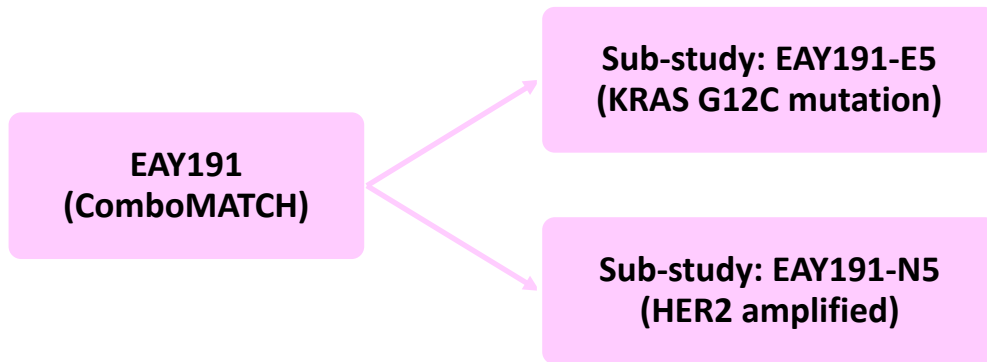 EAY191
(ComboMATCH)
Sub-study: EAY191-E5
(KRAS G12C mutation)
Sub-study: EAY191-N5
(HER2 amplified)